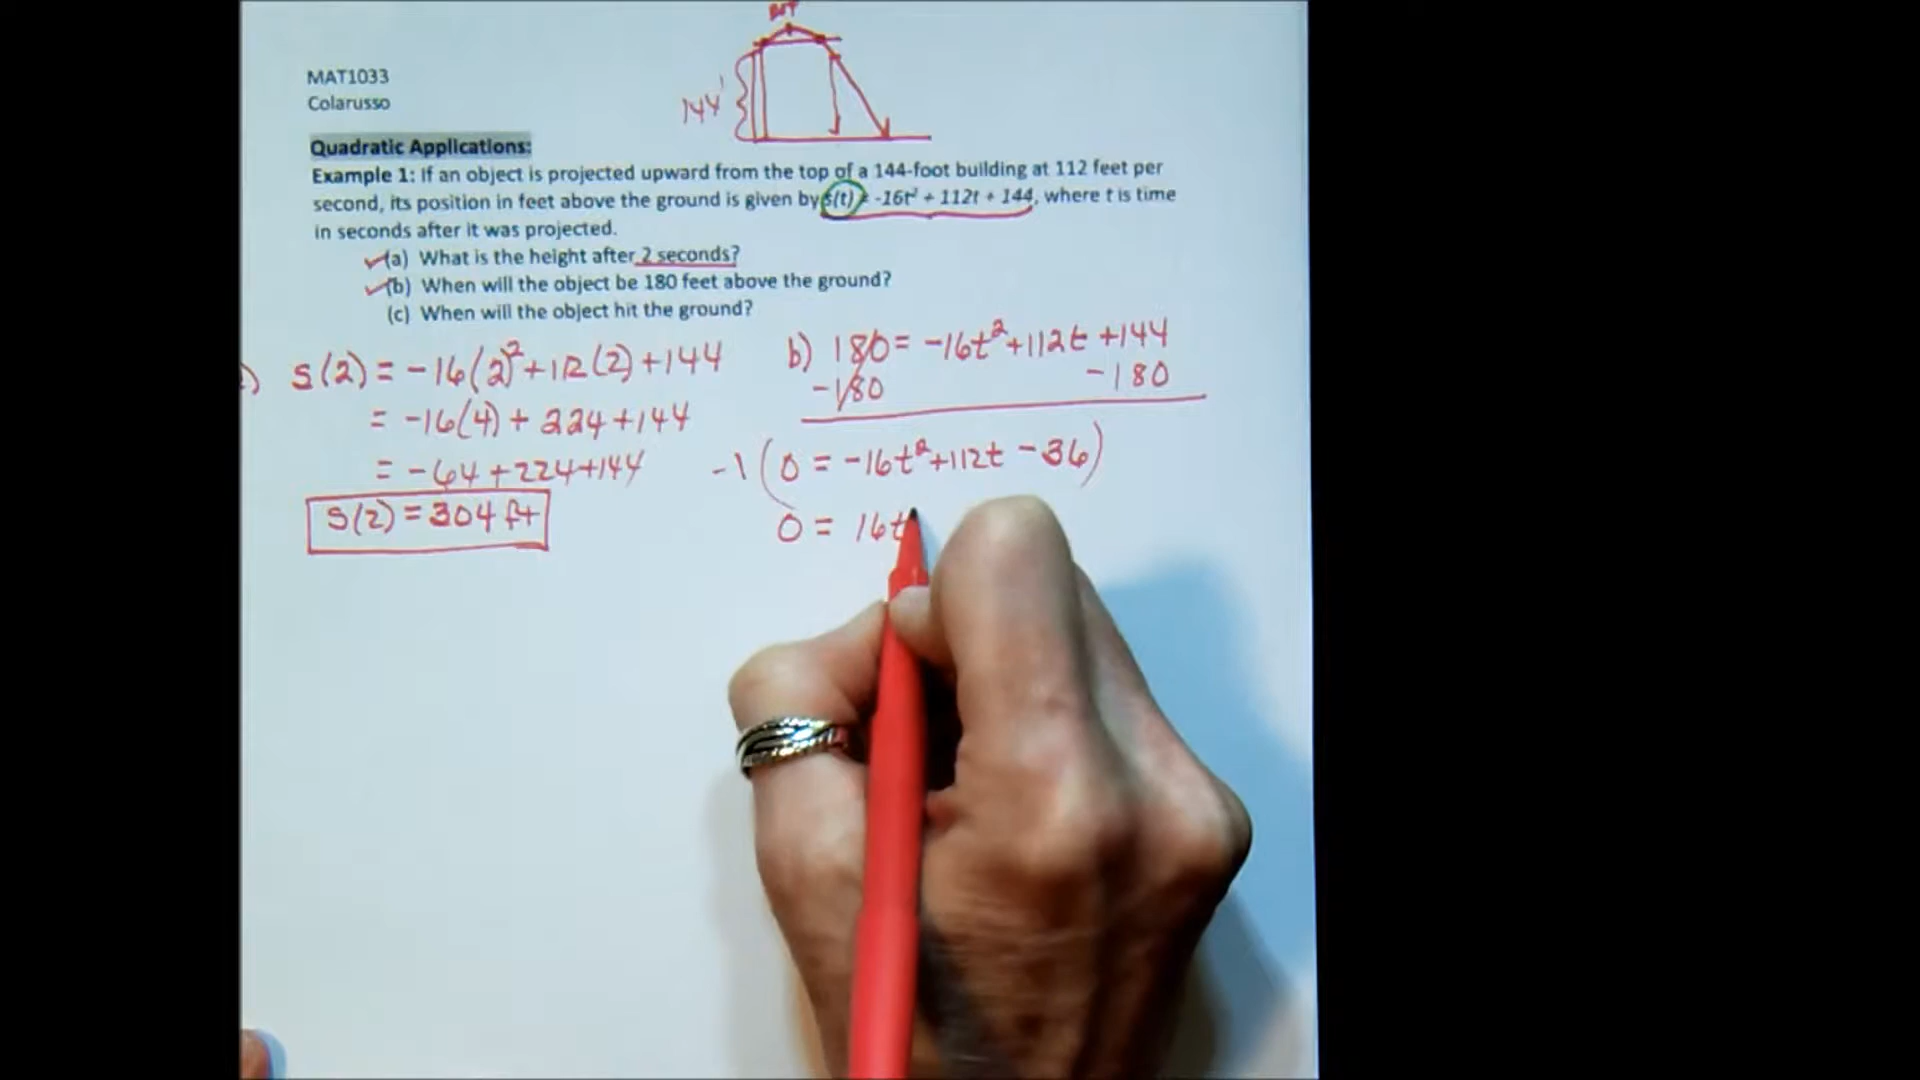 BDT
144'
MAT1033
Colarusso
Quadratic Applications:
Example 1: If an object is projected upward from the top of a 144-foot building at 112 feet per
second, its position in feet above the ground is given by s(t) = -16t² + 112t + 144, where t is time
in seconds after it was projected.
(a) What is the height after 2 seconds?
(b) When will the object be 180 feet above the ground?
(c) When will the object hit the ground?
) s(2) = -16(2)² + 112(2) + 144
= -16(4) + 224 + 144
= -64 + 224 + 144
s(2) = 304 ft
b) 180 = -16t² + 112t + 144
-180 -180
-1(0 = -16t² + 112t - 36)
0 = 16t